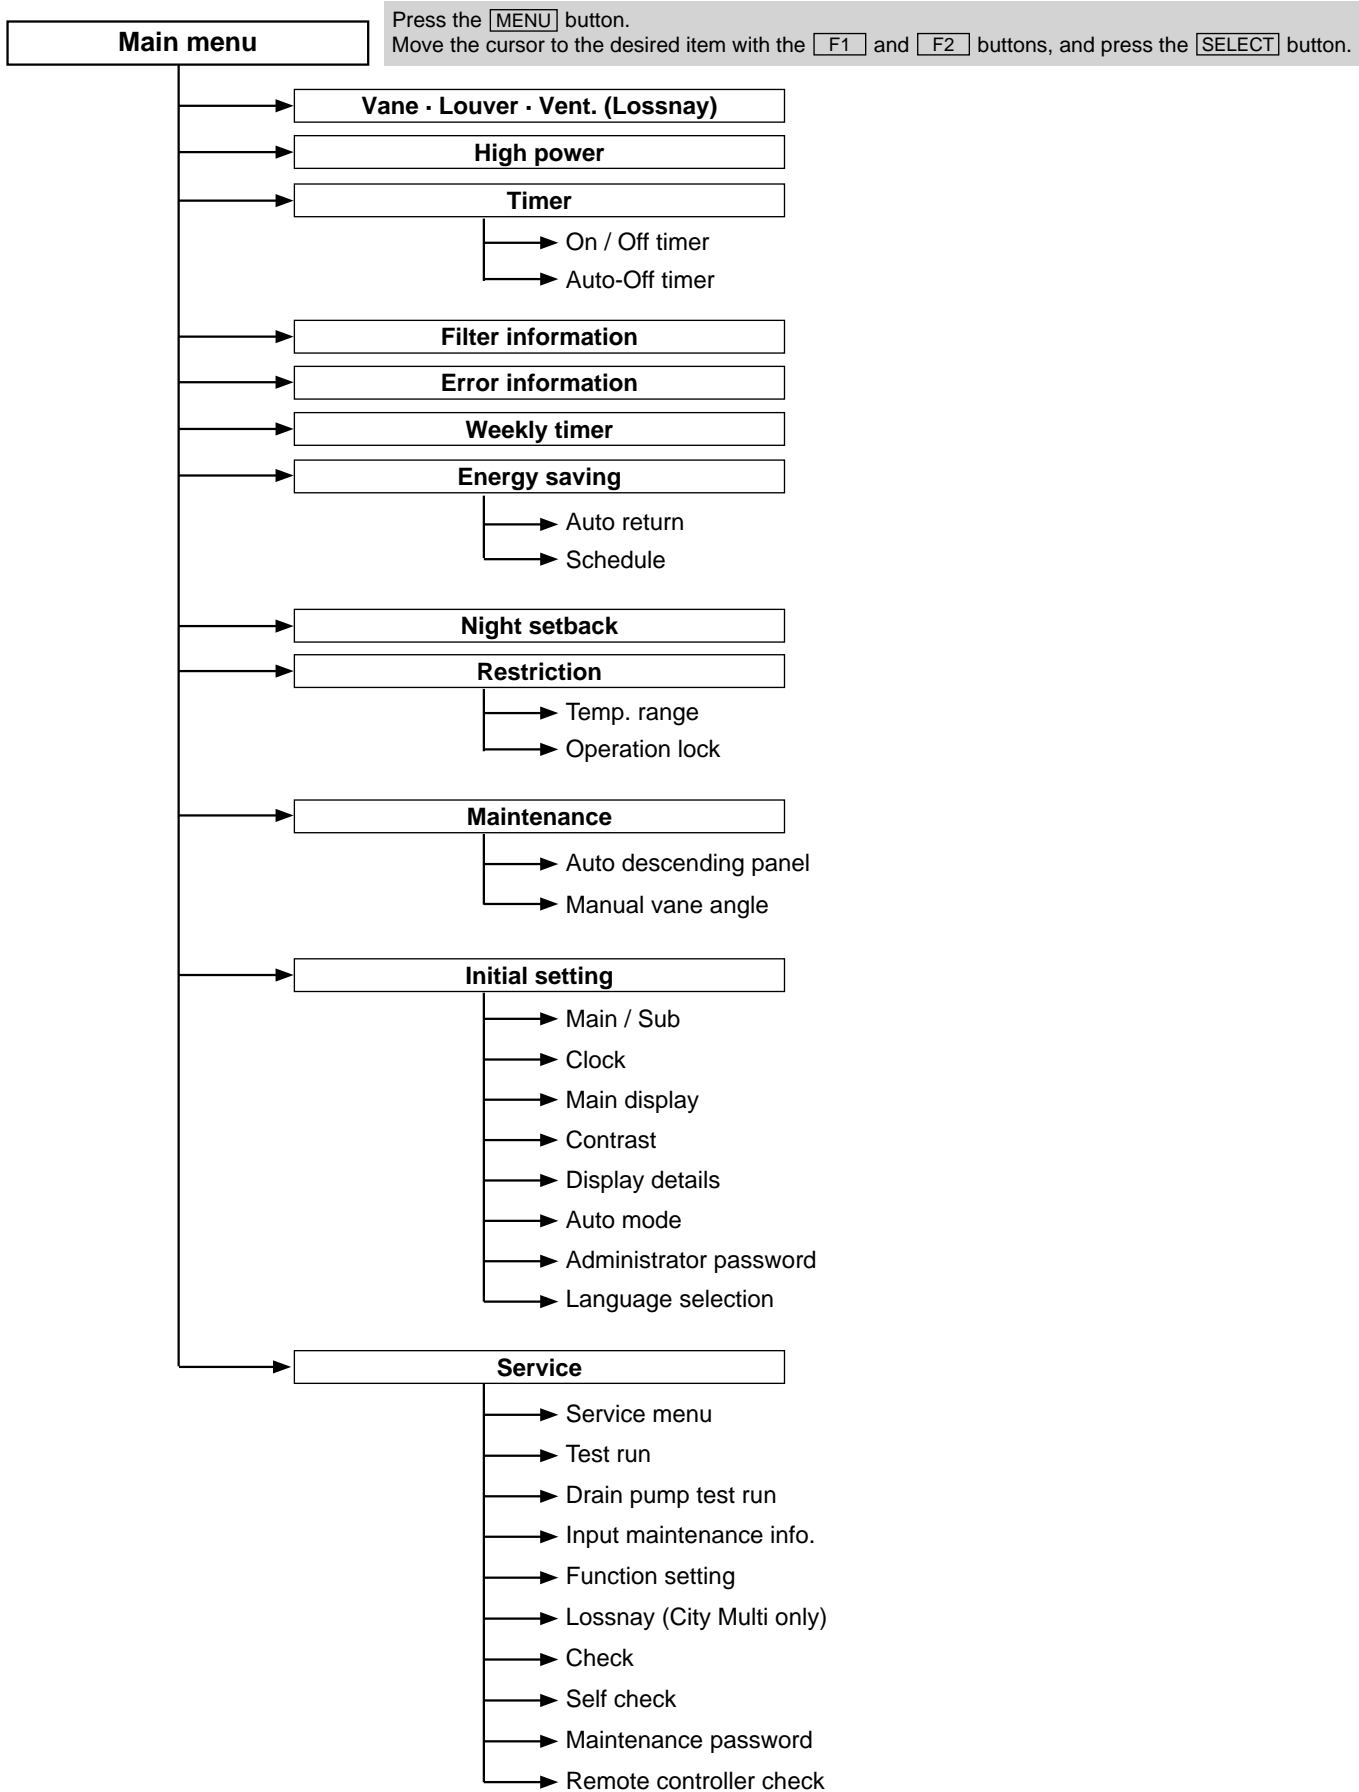 Main menu
Press the MENU button.
Move the cursor to the desired item with the F1 and F2 buttons, and press the SELECT button.
Vane · Louver · Vent. (Lossnay)
High power
Timer
On / Off timer
Auto-Off timer
Filter information
Error information
Weekly timer
Energy saving
Auto return
Schedule
Night setback
Restriction
Temp. range
Operation lock
Maintenance
Auto descending panel
Manual vane angle
Initial setting
Main / Sub
Clock
Main display
Contrast
Display details
Auto mode
Administrator password
Language selection
Service
Service menu
Test run
Drain pump test run
Input maintenance info.
Function setting
Lossnay (City Multi only)
Check
Self check
Maintenance password
Remote controller check